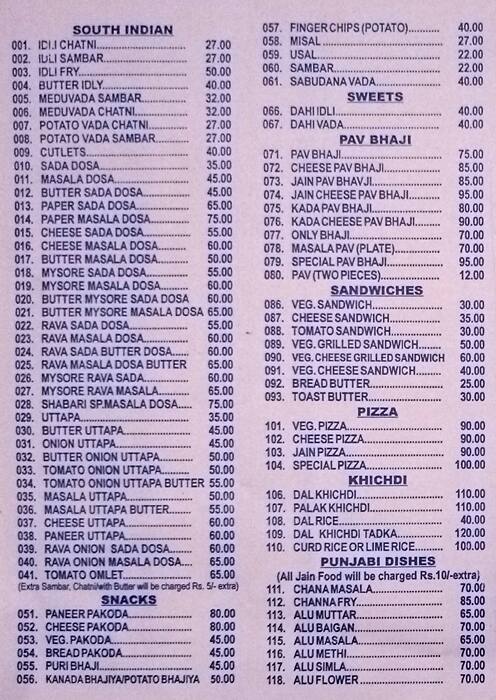 SOUTH INDIAN
001. IDLI CHATNI............ 27.00
002. IDLI SAMBAR............ 27.00
003. IDLI FRY............ 50.00
004. BUTTER IDLY............ 40.00
005. MEDUVADA SAMBAR......... 32.00
006. MEDUVADA CHATNI......... 32.00
007. POTATO VADA CHATNI....... 27.00
008. POTATO VADA SAMBAR....... 27.00
009. CUTLETS............ 40.00
010. SADA DOSA............ 35.00
011. MASALA DOSA............ 45.00
012. BUTTER SADA DOSA......... 45.00
013. PAPER SADA DOSA......... 65.00
014. PAPER MASALA DOSA....... 75.00
015. CHEESE SADA DOSA......... 55.00
016. CHEESE MASALA DOSA....... 60.00
017. BUTTER MASALA DOSA....... 50.00
018. MYSORE SADA DOSA......... 55.00
019. MYSORE MASALA DOSA....... 60.00
020. BUTTER MYSORE SADA DOSA 60.00
021. BUTTER MYSORE MASALA DOSA 65.00
022. RAVA SADA DOSA......... 55.00
023. RAVA MASALA DOSA......... 60.00
024. RAVA SADA BUTTER DOSA...... 60.00
025. RAVA MASALA DOSA BUTTER 65.00
026. MYSORE RAVA SADA......... 60.00
027. MYSORE RAVA MASALA....... 65.00
028. SHABARI SP.MASALA DOSA..... 75.00
029. UTTAPA............ 35.00
030. BUTTER UTTAPA............ 45.00
031. ONION UTTAPA............ 45.00
032. BUTTER ONION UTTAPA....... 50.00
033. TOMATO ONION UTTAPA....... 50.00
034. TOMATO ONION UTTAPA BUTTER 55.00
035. MASALA UTTAPA............ 50.00
036. MASALA UTTAPA BUTTER....... 55.00
037. CHEESE UTTAPA............ 60.00
038. PANEER UTTAPA............ 60.00
039. RAVA ONION SADA DOSA....... 60.00
040. RAVA ONION MASALA DOSA.... 65.00
041. TOMATO OMLET............ 65.00
(Extra Sambar, Chatni/with Butter will be charged Rs. 5/- extra)
SNACKS
051. PANEER PAKODA............ 80.00
052. CHEESE PAKODA............ 80.00
053. VEG. PAKODA............ 45.00
054. BREAD PAKODA............ 45.00
055. PURI BHAJI............ 45.00
056. KANADA BHAJIYA/POTATO BHAJIYA 50.00
057. FINGER CHIPS (POTATO)......... 40.00
058. MISAL ............ 27.00
059. USAL............ 22.00
060. SAMBAR............ 22.00
061. SABUDANA VADA............ 40.00
SWEETS
066. DAHI IDLI............ 40.00
067. DAHI VADA............ 40.00
PAV BHAJI
071. PAV BHAJI............ 75.00
072. CHEESE PAV BHAJI............ 85.00
073. JAIN PAV BHAVJI............ 85.00
074. JAIN CHEESE PAV BHAJI......... 95.00
075. KADA PAV BHAJI............ 80.00
076. KADA CHEESE PAV BHAJI......... 90.00
077. ONLY BHAJI............ 70.00
078. MASALA PAV (PLATE)............ 70.00
079. SPECIAL PAV BHAJI............ 95.00
080. PAV (TWO PIECES)............ 12.00
SANDWICHES
086. VEG. SANDWICH............ 30.00
087. CHEESE SANDWICH............ 35.00
088. TOMATO SANDWICH............ 30.00
089. VEG. GRILLED SANDWICH....... 50.00
090. VEG. CHEESE GRILLED SANDWICH 60.00
091. VEG. CHEESE SANDWICH......... 40.00
092. BREAD BUTTER............ 25.00
093. TOAST BUTTER............ 30.00
PIZZA
101. VEG. PIZZA............ 90.00
102. CHEESE PIZZA............ 90.00
103. JAIN PIZZA............ 90.00
104. SPECIAL PIZZA............ 100.00
KHICHDI
106. DAL KHICHDI............ 110.00
107. PALAK KHICHDI............ 110.00
108. DAL RICE............ 40.00
109. DAL KHICHDI TADKA............ 120.00
110. CURD RICE OR LIME RICE......... 100.00
PUNJABI DISHES
(All Jain Food will be charged Rs.10/-extra)
111. CHANA MASALA............ 70.00
112. CHANNA FRY............ 85.00
113. ALU MUTTAR............ 65.00
114. ALU BAIGAN............ 70.00
115. ALU MASALA............ 65.00
116. ALU METHI............ 70.00
117. ALU SIMLA............ 70.00
118. ALU FLOWER............ 70.00